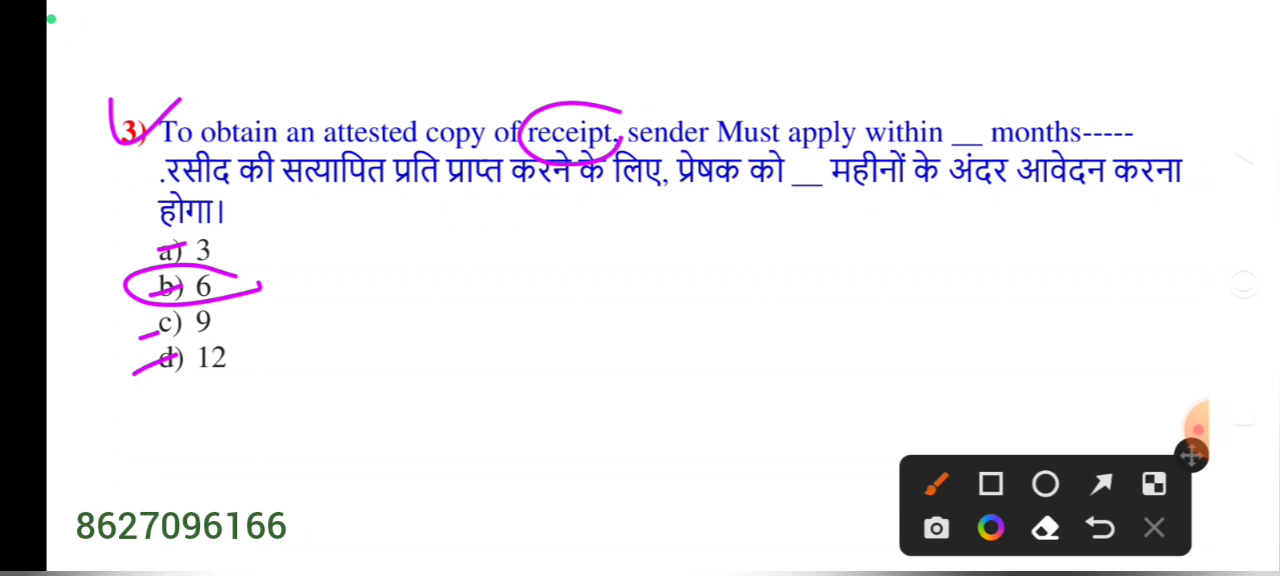 3) To obtain an attested copy of receipt, sender Must apply within __ months-----
.रसीद की सत्यापित प्रति प्राप्त करने के लिए, प्रेषक को __ महीनों के अंदर आवेदन करना
होगा।
a) 3
b) 6
c) 9
d) 12
8627096166